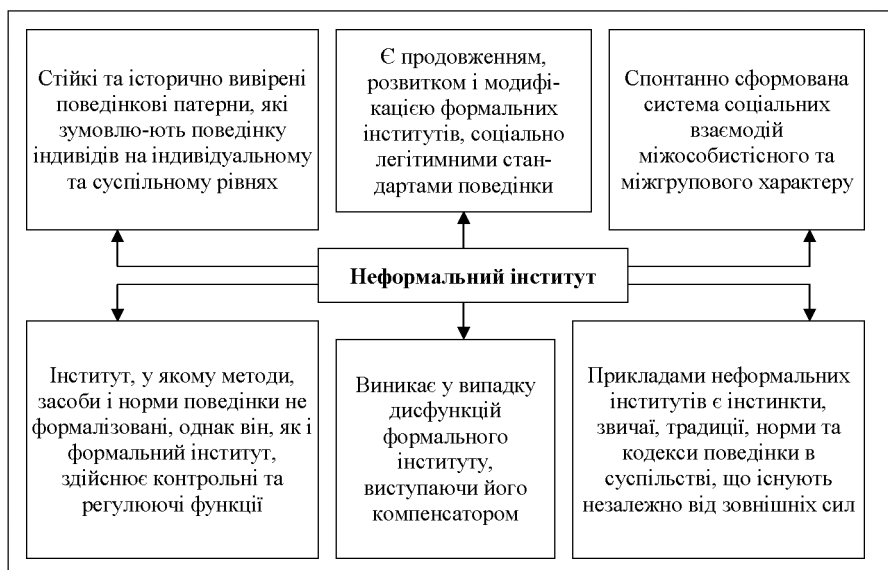 Стійкі та історично вивірені
поведінкові патерни, які
зумовлю-ють поведінку
індивідів на індивідуальному
та суспільному рівнях
Є продовженням,
розвитком і модифі-
кацією формальних
інститутів, соціально
легітимними стан-
дартами поведінки
Спонтанно сформована
система соціальних
взаємодій
міжособистісного та
міжгрупового характеру
Неформальний інститут
Інститут, у якому методи,
засоби і норми поведінки не
формалізовані, однак він, як і
формальний інститут,
здійснює контрольні та
регулюючі функції
Виникає у випадку
дисфункцій
формального
інституту,
виступаючи його
компенсатором
Прикладами неформальних
інститутів є інстинкти,
звичаї, традиції, норми та
кодекси поведінки в
суспільстві, що існують
незалежно від зовнішніх сил